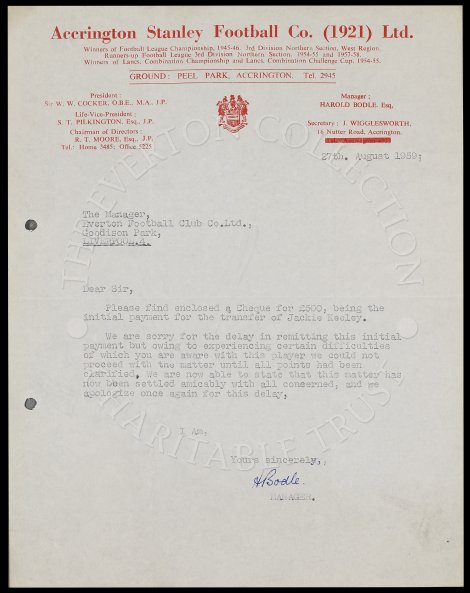 Accrington Stanley Football Co. (1921) Ltd.
Winners of Football League Championship, 1945-46, 3rd Division Northern Section, West Region.
Runners-up Football League 3rd Division Northern Section, 1954-55 and 1957-58.
Winners of Lancs. Combination Championship and Lancs. Combination Challenge Cup, 1954-55.
GROUND: PEEL PARK, ACCRINGTON. Tel. 2945
President:
Sir W. W. COCKER, O.B.E., M.A., J.P.
Life-Vice-President:
S. T. PILKINGTON, Esq., J.P.
Chairman of Directors:
R. T. MOORE, Esq., J.P.
Tel.: Home 3485; Office 5225
Manager:
HAROLD BODLE, Esq.
Secretary: J. WIGGLESWORTH,
16 Nutter Road, Accrington.
27th. August 1959;
The Manager,
Everton Football Club Co.Ltd.,
Goodison Park,
LIVERPOOL.4.
Dear Sir,
Please find enclosed a Cheque for £500, being the
initial payment for the transfer of Jackie Keeley.
We are sorry for the delay in remitting this initial
payment but owing to experiencing certain difficulties
of which you are aware with this player we could not
proceed with the matter until all points had been
clarified. We are now able to state that this matter has
now been settled amicably with all concerned, and we
apologize once again for this delay,
I Am,
Yours sincerely,,
HBodle.
MANAGER.
THE EVERTON COLLECTION
CHARITABLE TRUST